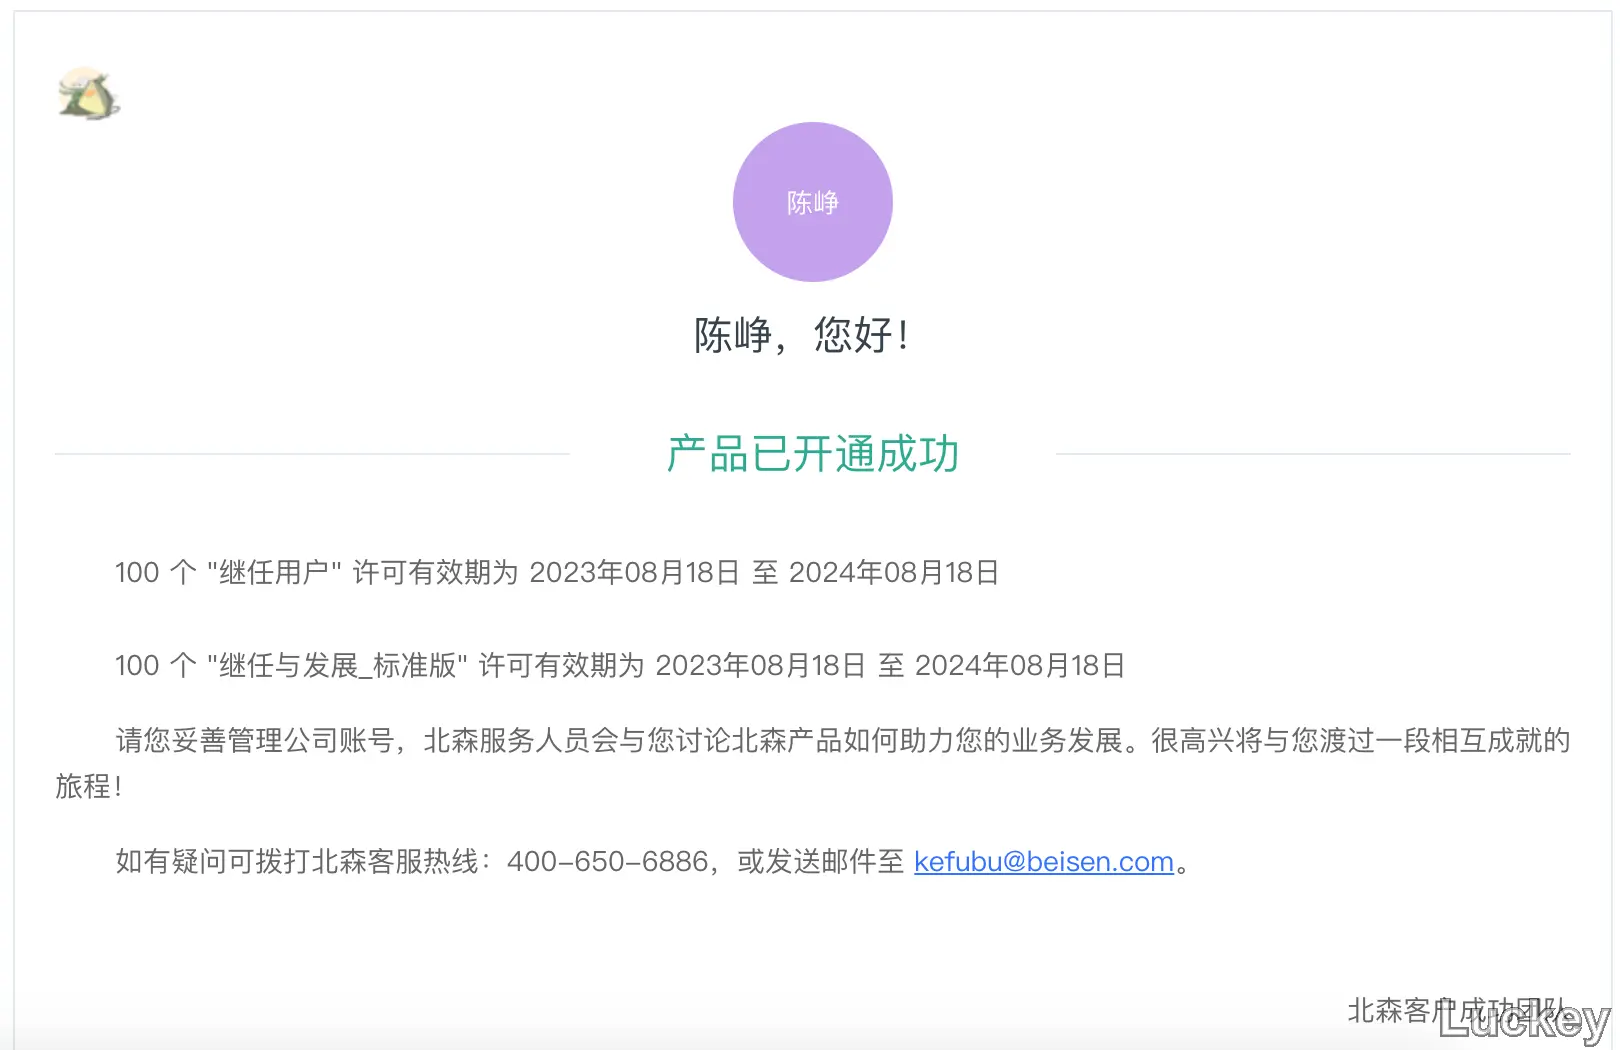 陈峥
陈峥，您好！
产品已开通成功
100 个 "继任用户" 许可有效期为 2023年08月18日 至 2024年08月18日
100 个 "继任与发展_标准版" 许可有效期为 2023年08月18日 至 2024年08月18日
请您妥善管理公司账号，北森服务人员会与您讨论北森产品如何助力您的业务发展。很高兴将与您渡过一段相互成就的
旅程！
如有疑问可拨打北森客服热线：400-650-6886，或发送邮件至 kefubu@beisen.com。
北森客户成功团队
Luckey